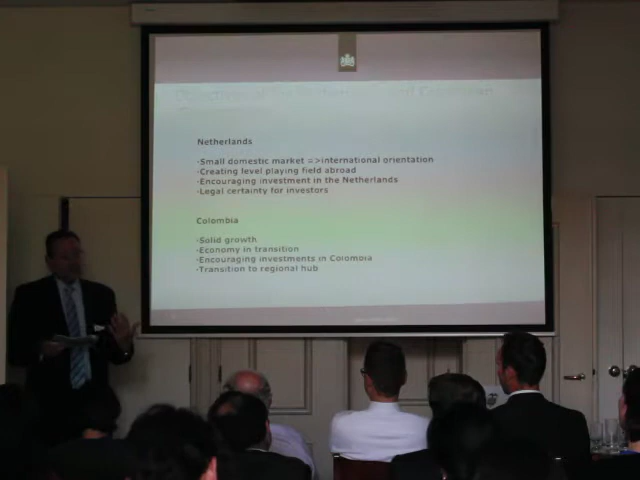 Netherlands
-Small domestic market =>international orientation
-Creating level playing field abroad
-Encouraging investment in the Netherlands
-Legal certainty for investors
Colombia
-Solid growth
-Economy in transition
-Encouraging investments in Colombia
-Transition to regional hub